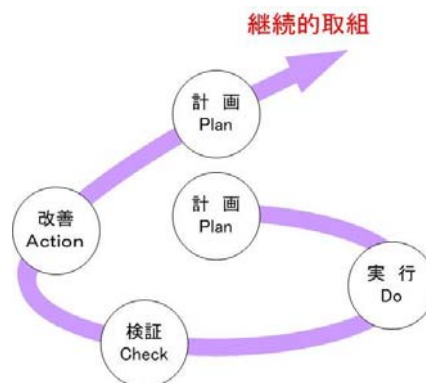 継続的取組
計　画
Plan
計　画
Plan
改善
Action
実　行
Do
検証
Check